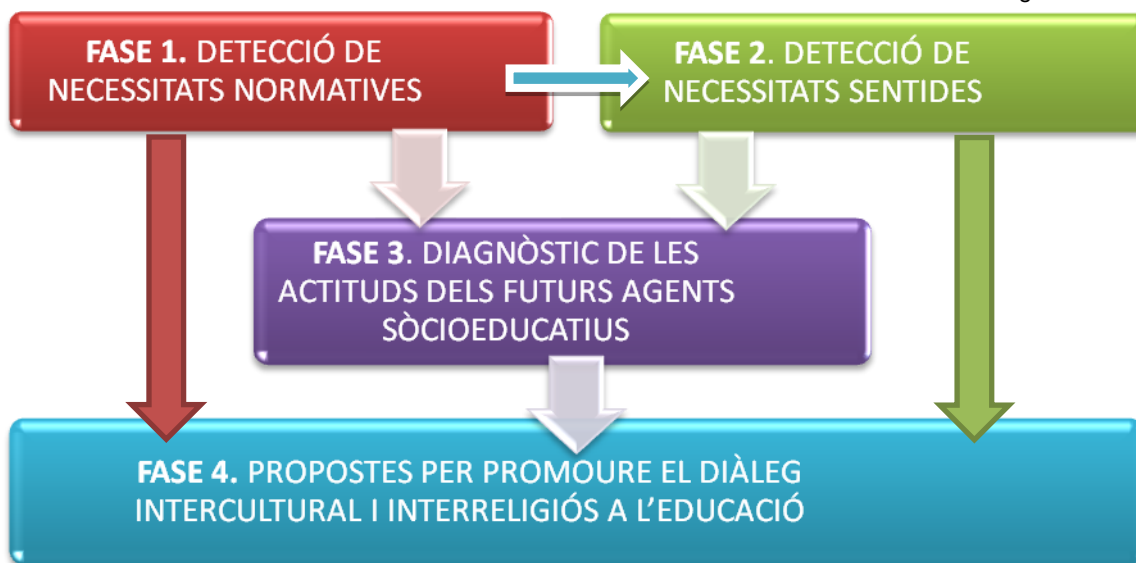 FASE 1. DETECCIÓ DE
NECESSITATS NORMATIVES
FASE 2. DETECCIÓ DE
NECESSITATS SENTIDES
FASE 3. DIAGNÒSTIC DE LES
ACTITUDS DELS FUTURS AGENTS
SÒCIOEDUCATIUS
FASE 4. PROPOSTES PER PROMOURE EL DIÀLEG
INTERCULTURAL I INTERRELIGIÓS A L’EDUCACIÓ